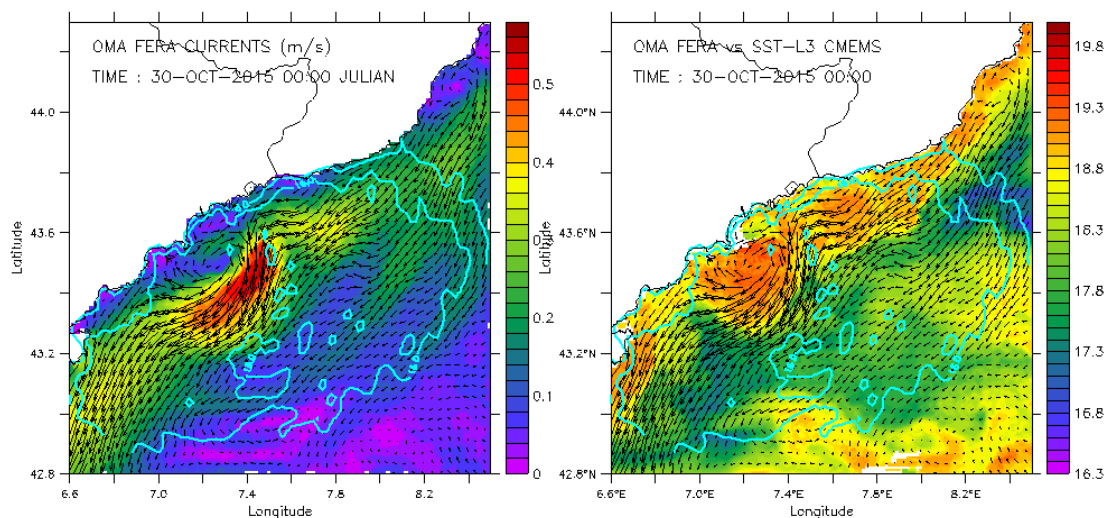 OMA FERA CURRENTS (m/s)
TIME : 30-OCT-2015 00:00 JULIAN
44.0
43.6
43.2
42.8
Latitude
6.6
7.0
7.4
7.8
8.2
Longitude
0.5
0.4
0.3
0.2
0.1
0
OMA FERA vs SST-L3 CMEMS
TIME : 30-OCT-2015 00:00
44.0°N
43.6°N
43.2°N
42.8°N
Latitude
6.6°E
7.0°E
7.4°E
7.8°E
8.2°E
Longitude
19.8
19.3
18.8
18.3
17.8
17.3
16.8
16.3